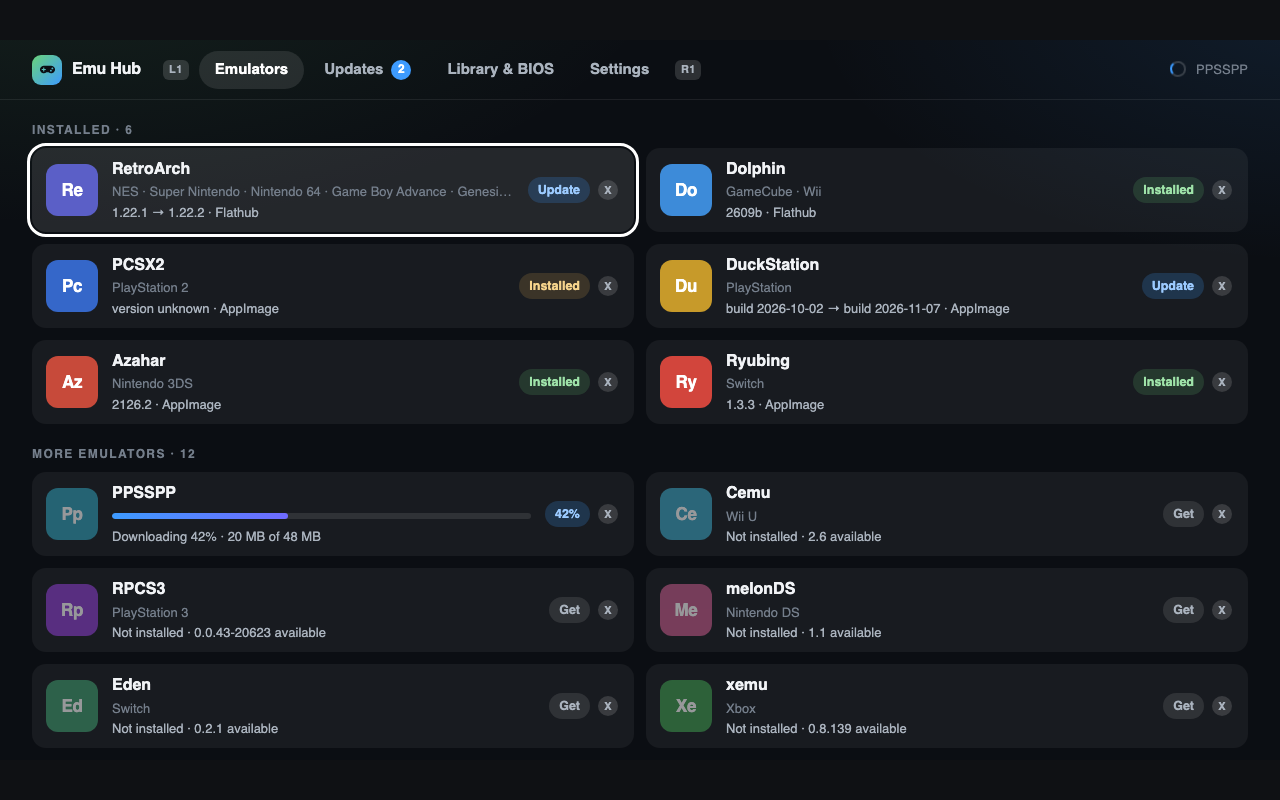 Emu Hub L1 Emulators Updates 2 Library & BIOS Settings R1 PPSSPP
INSTALLED · 6
Re
RetroArch
NES · Super Nintendo · Nintendo 64 · Game Boy Advance · Genesi...
1.22.1 → 1.22.2 · Flathub
Update X
Do
Dolphin
GameCube · Wii
2609b · Flathub
Installed X
Pc
PCSX2
PlayStation 2
version unknown · AppImage
Installed X
Du
DuckStation
PlayStation
build 2026-10-02 → build 2026-11-07 · AppImage
Update X
Az
Azahar
Nintendo 3DS
2126.2 · AppImage
Installed X
Ry
Ryubing
Switch
1.3.3 · AppImage
Installed X
MORE EMULATORS · 12
Pp
PPSSPP
Downloading 42% · 20 MB of 48 MB
42% X
Ce
Cemu
Wii U
Not installed · 2.6 available
Get X
Rp
RPCS3
PlayStation 3
Not installed · 0.0.43-20623 available
Get X
Me
melonDS
Nintendo DS
Not installed · 1.1 available
Get X
Ed
Eden
Switch
Not installed · 0.2.1 available
Get X
Xe
xemu
Xbox
Not installed · 0.8.139 available
Get X